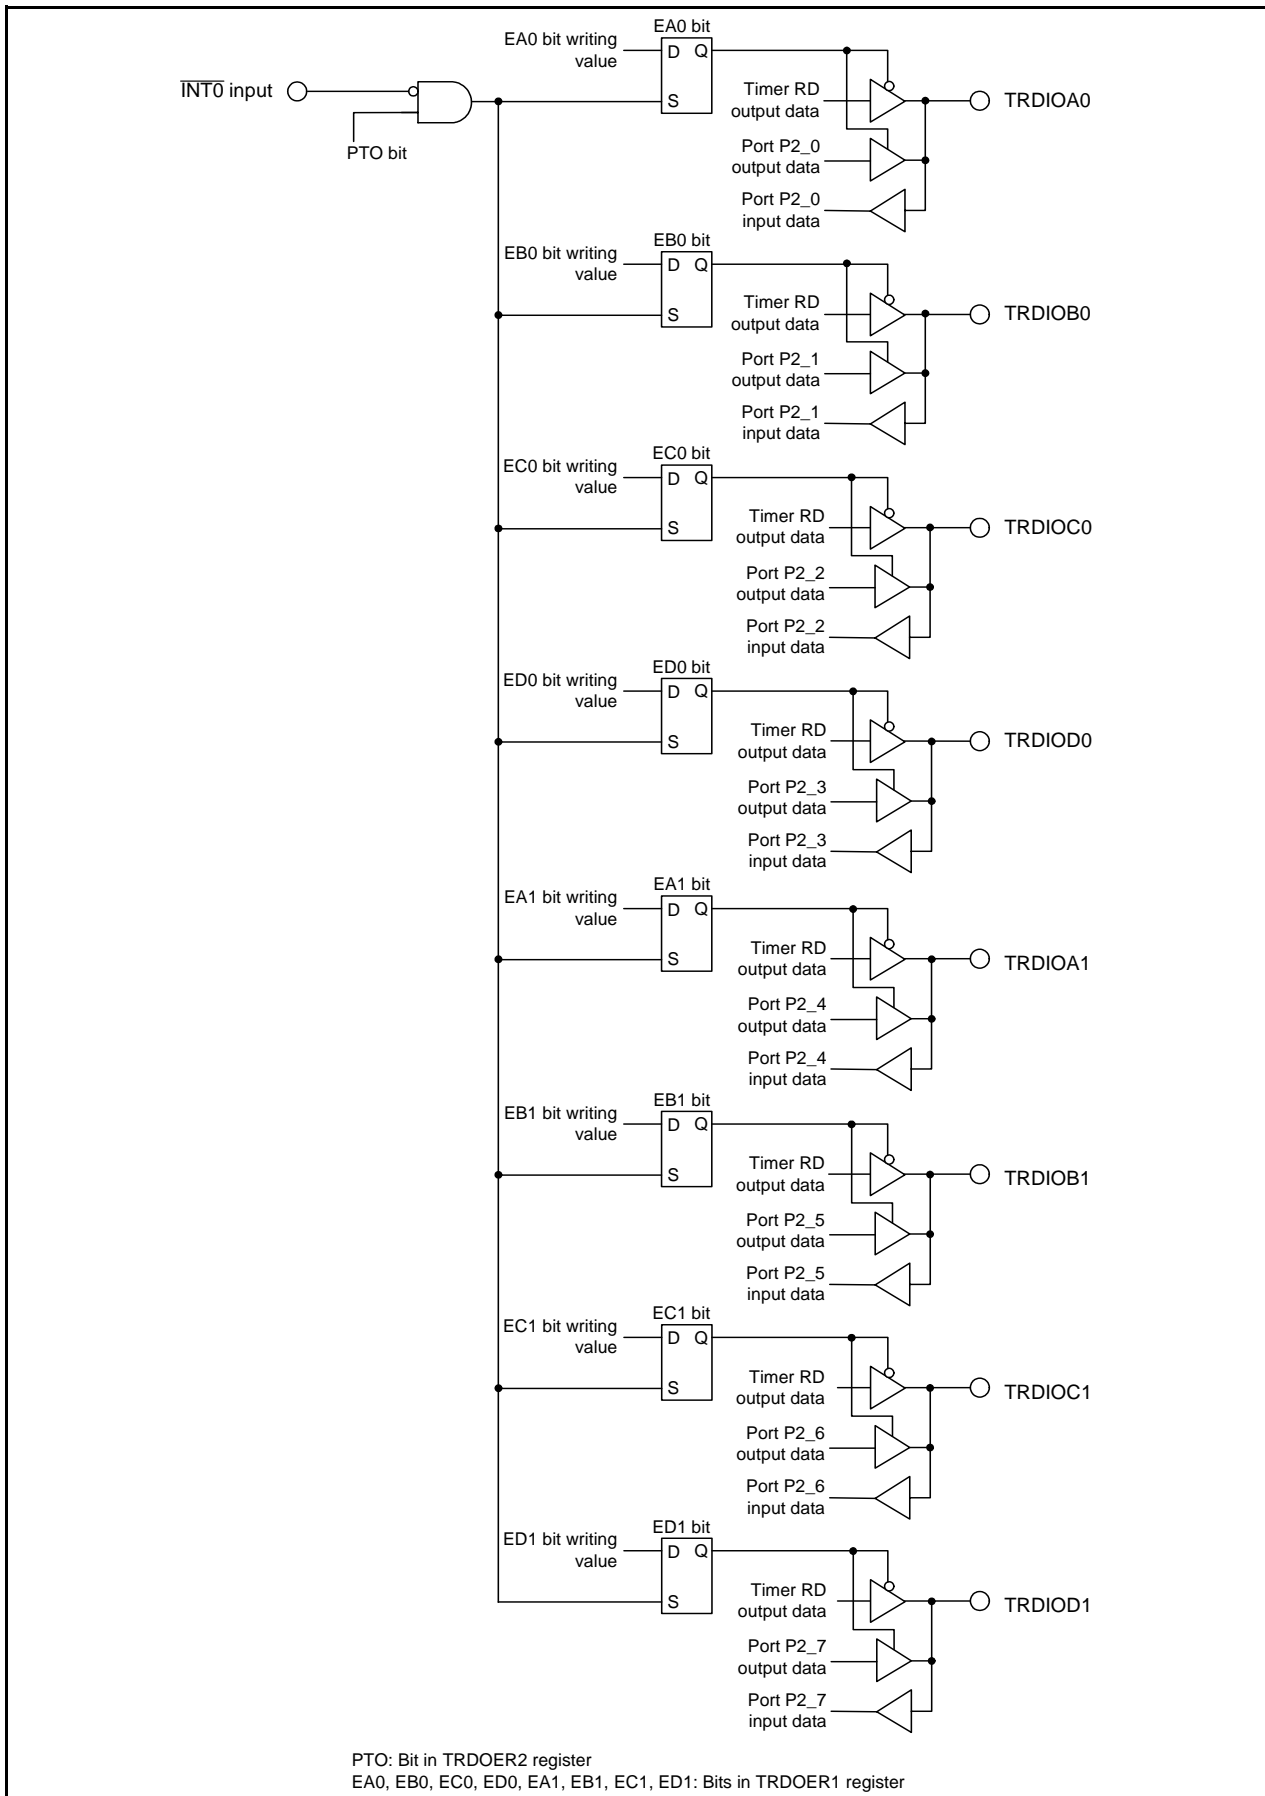 EA0 bit
EA0 bit writing
value
D Q
S
INT0 input
PTO bit
Timer RD
output data
TRDIOA0
Port P2_0
output data
Port P2_0
input data
EB0 bit
EB0 bit writing
value
D Q
S
Timer RD
output data
TRDIOB0
Port P2_1
output data
Port P2_1
input data
EC0 bit
EC0 bit writing
value
D Q
S
Timer RD
output data
TRDIOC0
Port P2_2
output data
Port P2_2
input data
ED0 bit
ED0 bit writing
value
D Q
S
Timer RD
output data
TRDIOD0
Port P2_3
output data
Port P2_3
input data
EA1 bit
EA1 bit writing
value
D Q
S
Timer RD
output data
TRDIOA1
Port P2_4
output data
Port P2_4
input data
EB1 bit
EB1 bit writing
value
D Q
S
Timer RD
output data
TRDIOB1
Port P2_5
output data
Port P2_5
input data
EC1 bit
EC1 bit writing
value
D Q
S
Timer RD
output data
TRDIOC1
Port P2_6
output data
Port P2_6
input data
ED1 bit
ED1 bit writing
value
D Q
S
Timer RD
output data
TRDIOD1
Port P2_7
output data
Port P2_7
input data
PTO: Bit in TRDOER2 register
EA0, EB0, EC0, ED0, EA1, EB1, EC1, ED1: Bits in TRDOER1 register